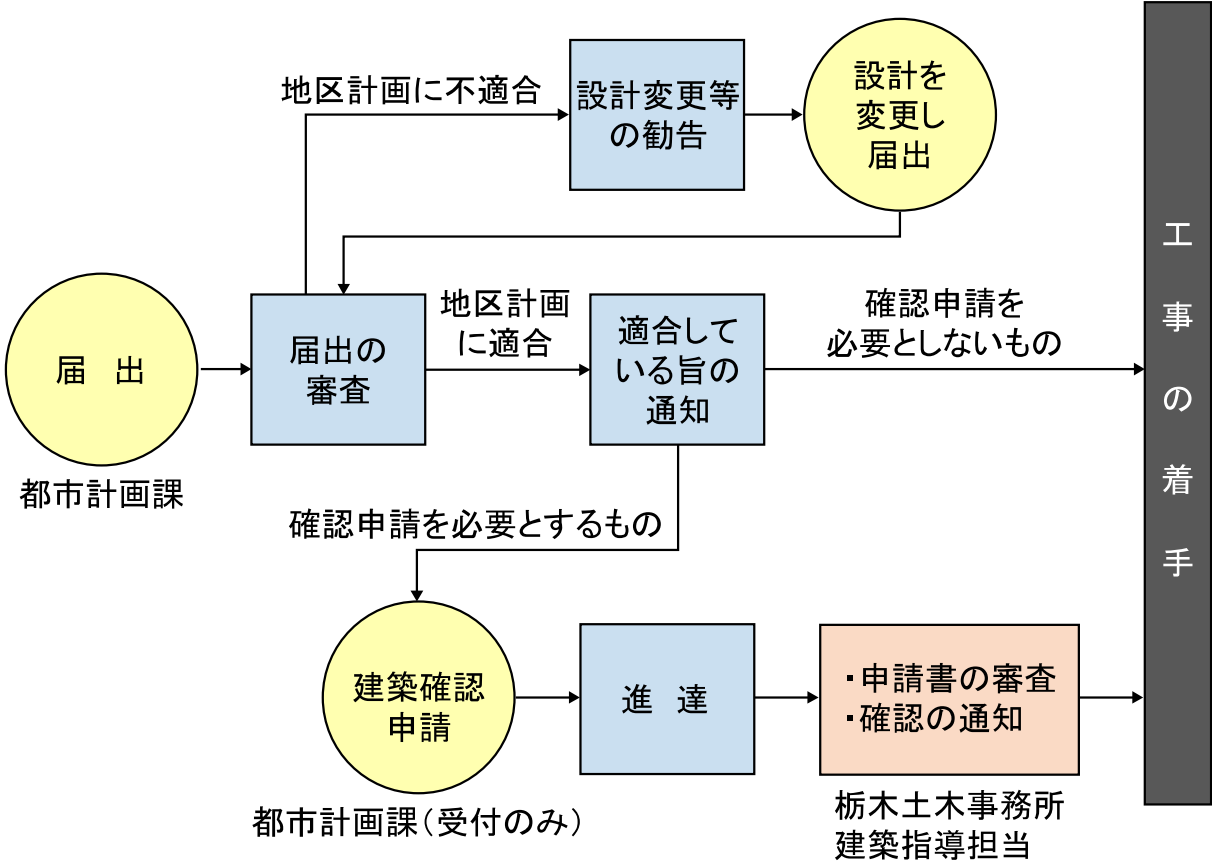 地区計画に不適合
設計変更等
の勧告
設計を
変更し
届出
届　出
都市計画課
届出の
審査
地区計画
に適合
適合して
いる旨の
通知
確認申請を
必要としないもの
工事の着手
確認申請を必要とするもの
建築確認
申請
都市計画課（受付のみ）
進　達
・申請書の審査
・確認の通知
栃木土木事務所
建築指導担当